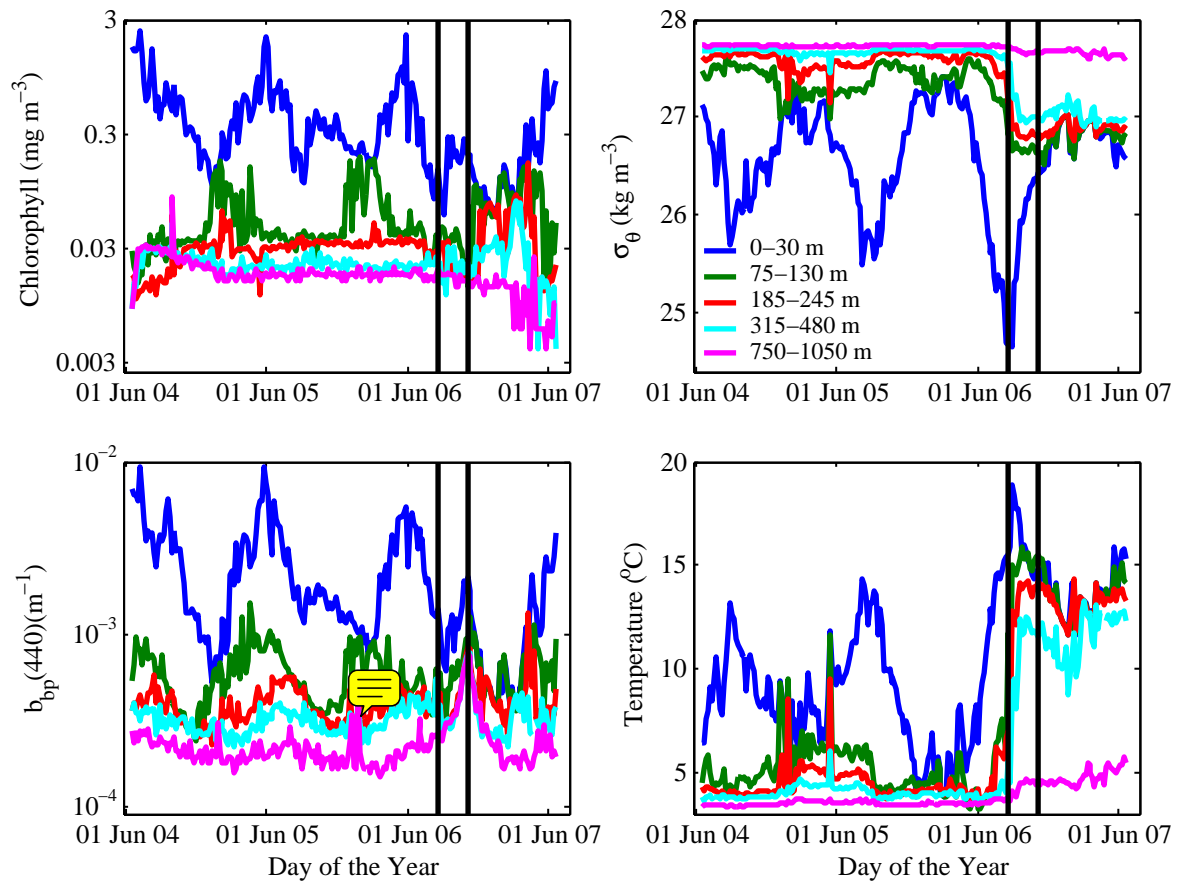 3
0.3
0.03
0.003
Chlorophyll (mg m−3)
01 Jun 04 01 Jun 05 01 Jun 06 01 Jun 07
28
27
26
25
σθ (kg m−3)
0−30 m
75−130 m
185−245 m
315−480 m
750−1050 m
01 Jun 04 01 Jun 05 01 Jun 06 01 Jun 07
10−2
10−3
10−4
bbp(440)(m−1)
01 Jun 04 01 Jun 05 01 Jun 06 01 Jun 07
Day of the Year
20
15
10
5
Temperature (oC)
01 Jun 04 01 Jun 05 01 Jun 06 01 Jun 07
Day of the Year